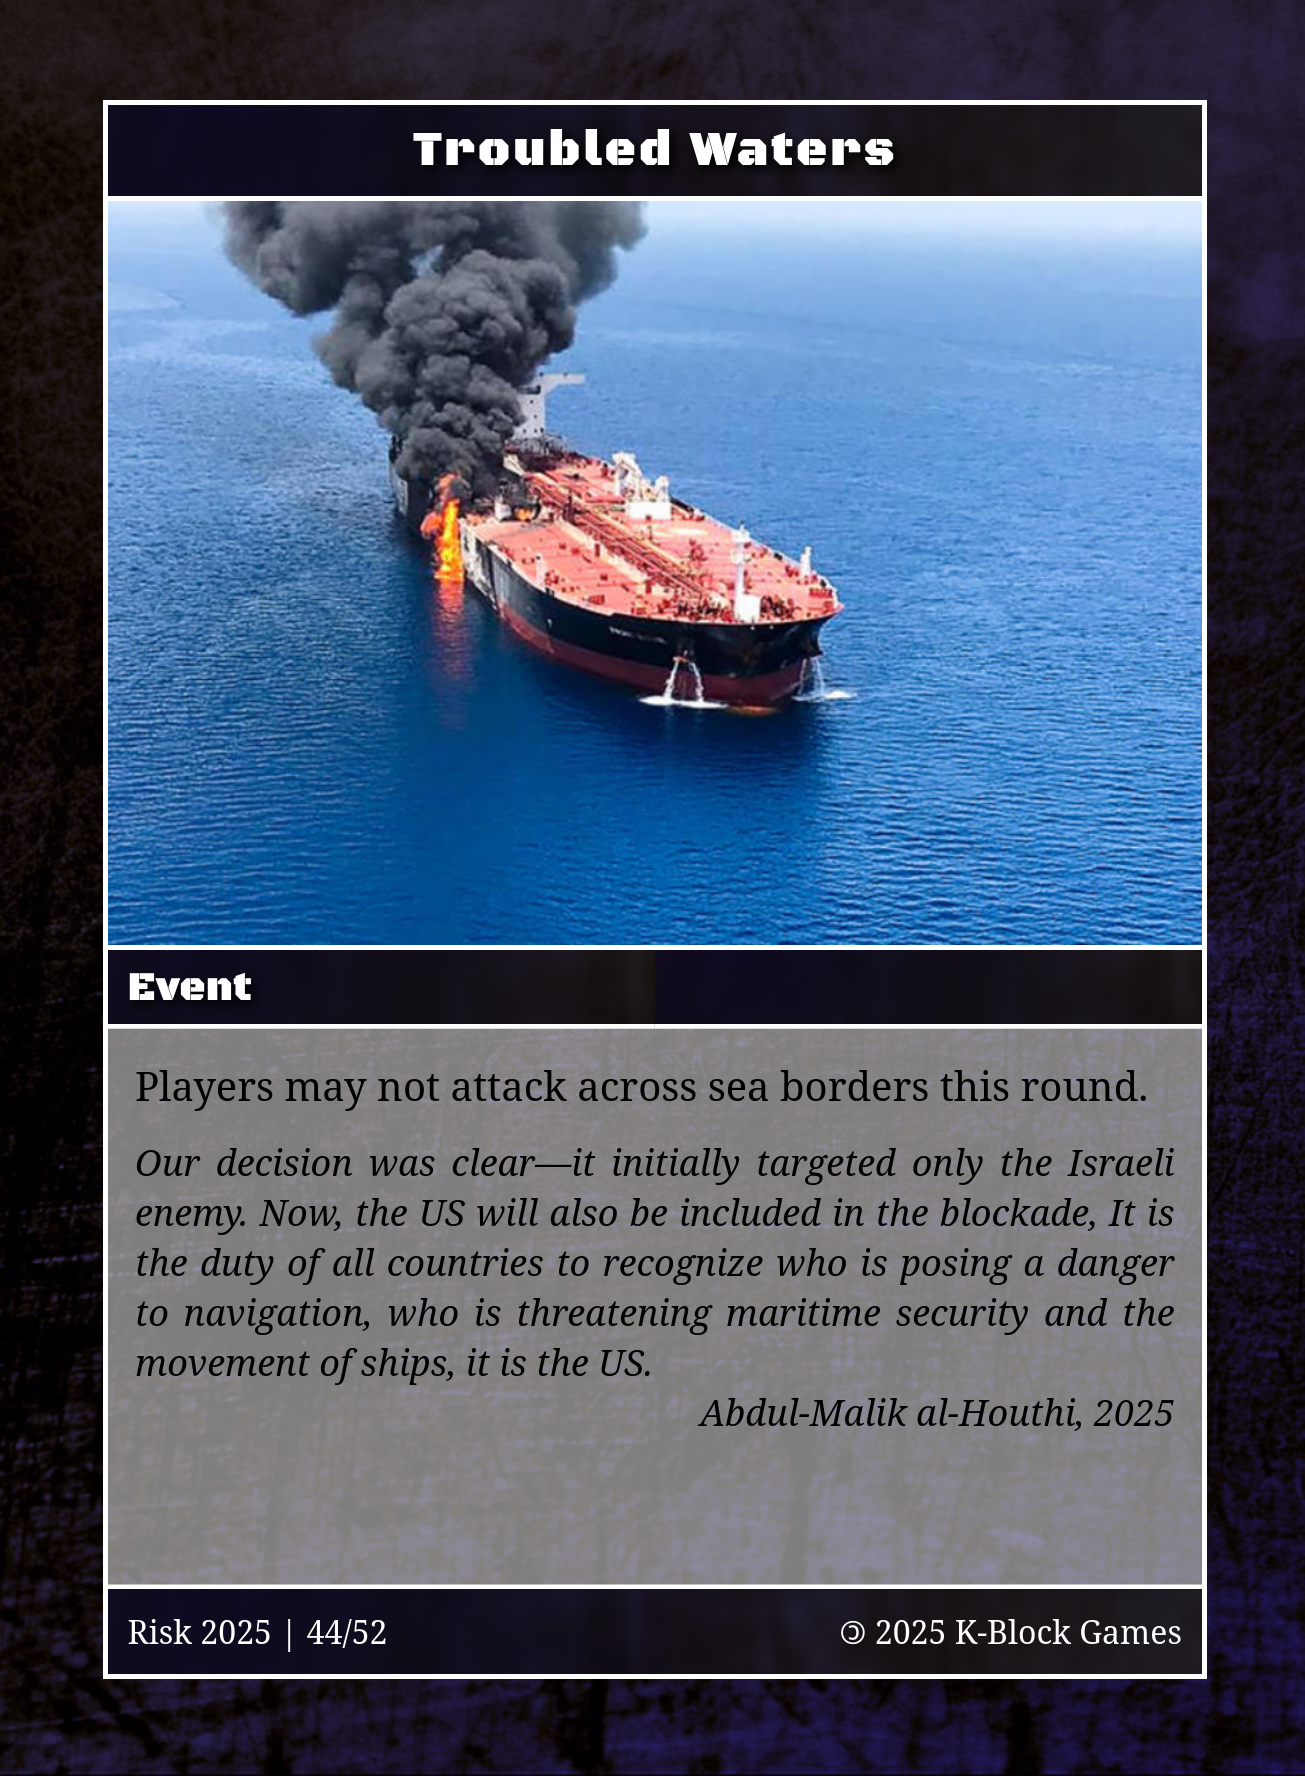 Troubled Waters
Event
Players may not attack across sea borders this round.
Our decision was clear—it initially targeted only the Israeli
enemy. Now, the US will also be included in the blockade, It is
the duty of all countries to recognize who is posing a danger
to navigation, who is threatening maritime security and the
movement of ships, it is the US.
Abdul-Malik al-Houthi, 2025
Risk 2025 | 44/52
🄯 2025 K-Block Games